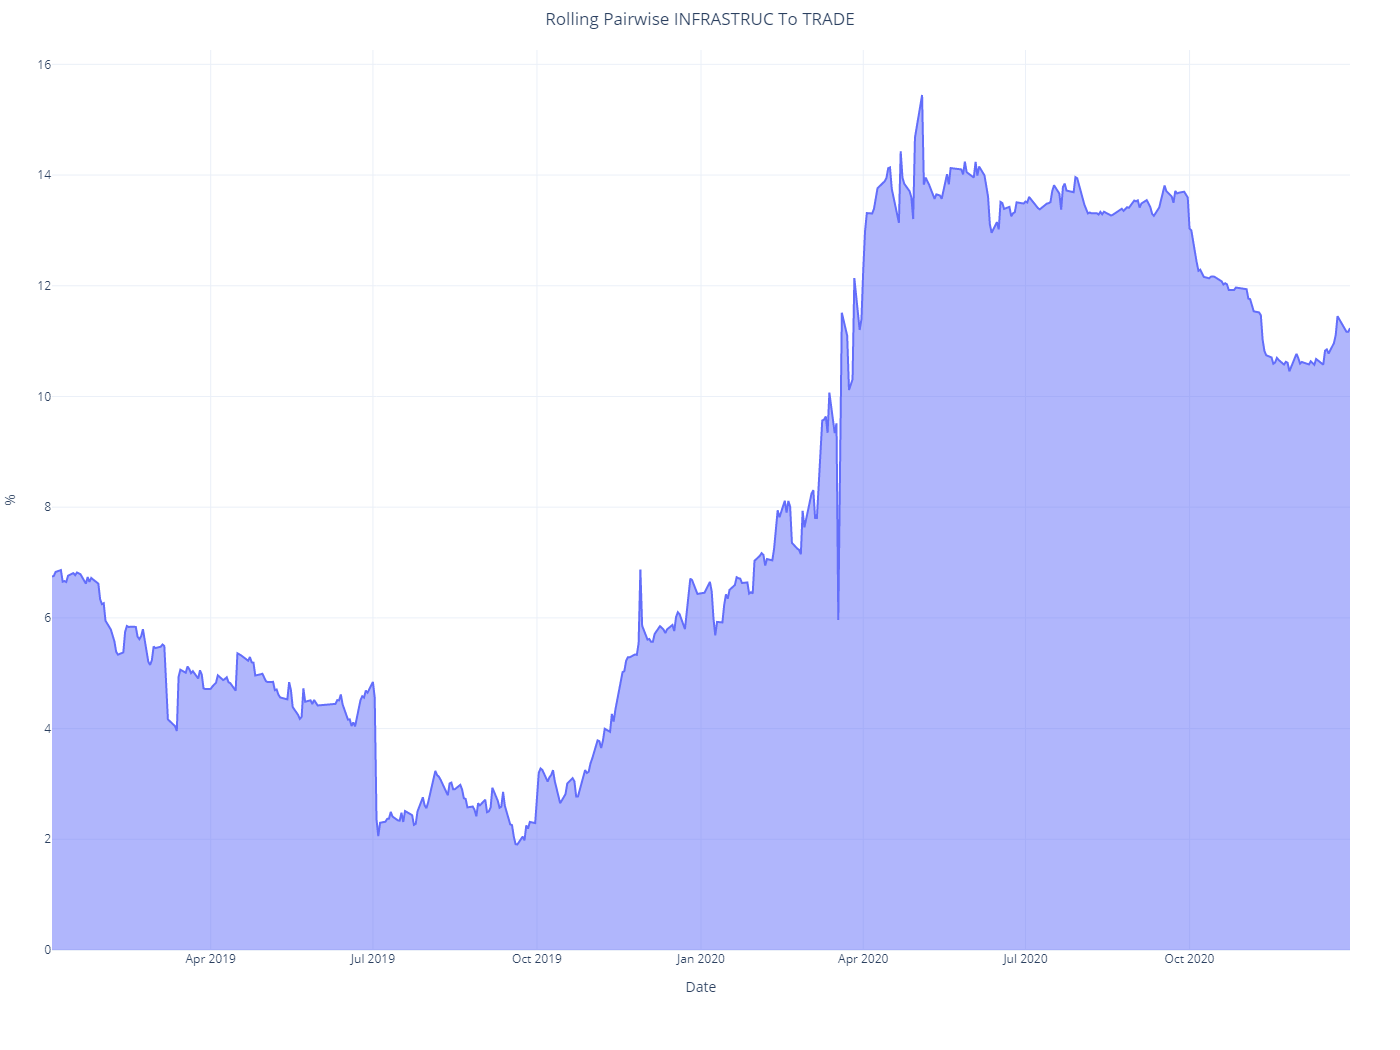 Rolling Pairwise INFRASTRUC To TRADE
16
14
12
10
8
6
4
2
0
%
Apr 2019
Jul 2019
Oct 2019
Jan 2020
Apr 2020
Jul 2020
Oct 2020
Date